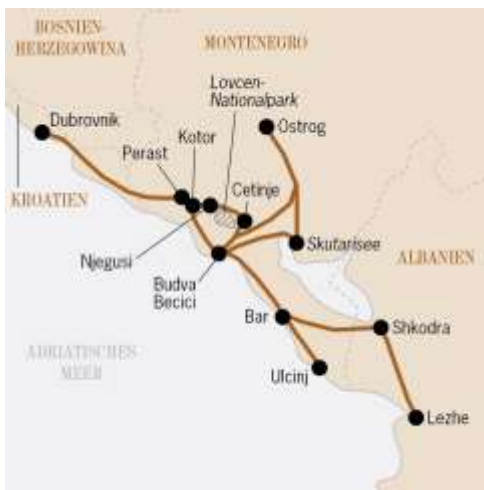 BOSNIEN-
HERZEGOWINA
MONTENEGRO
Lovcen-
Nationalpark
Dubrovnik
Kotor
Ostrog
Perast
Cetinje
KROATIEN
Njegusi
Skutarisee
ALBANIEN
Budva
Becici
Bar
Shkodra
ADRIATISCHES
MEER
Ulcinj
Lezhe